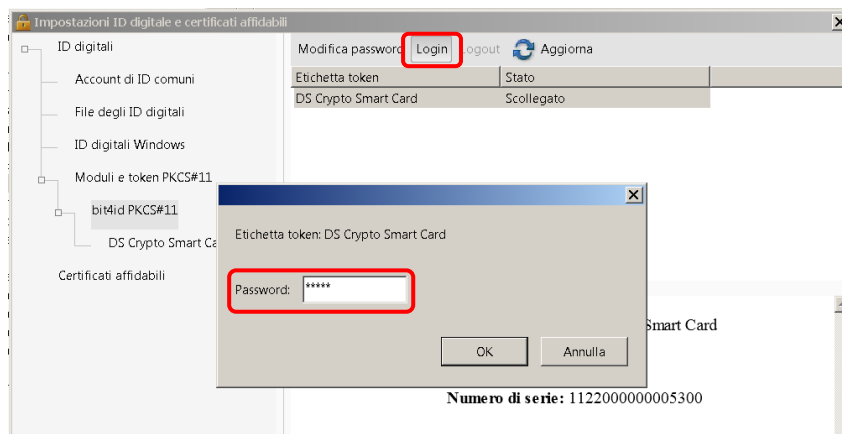 Impostazioni ID digitale e certificati affidabili
ID digitali
Account di ID comuni
File degli ID digitali
ID digitali Windows
Moduli e token PKCS#11
bit4id PKCS#11
DS Crypto Smart Ca
Certificati affidabili
Modifica password Login Logout Aggiorna
Etichetta token Stato
DS Crypto Smart Card Scollegato
Etichetta token: DS Crypto Smart Card
Password: *****
OK Annulla
Smart Card
Numero di serie: 1122000000005300